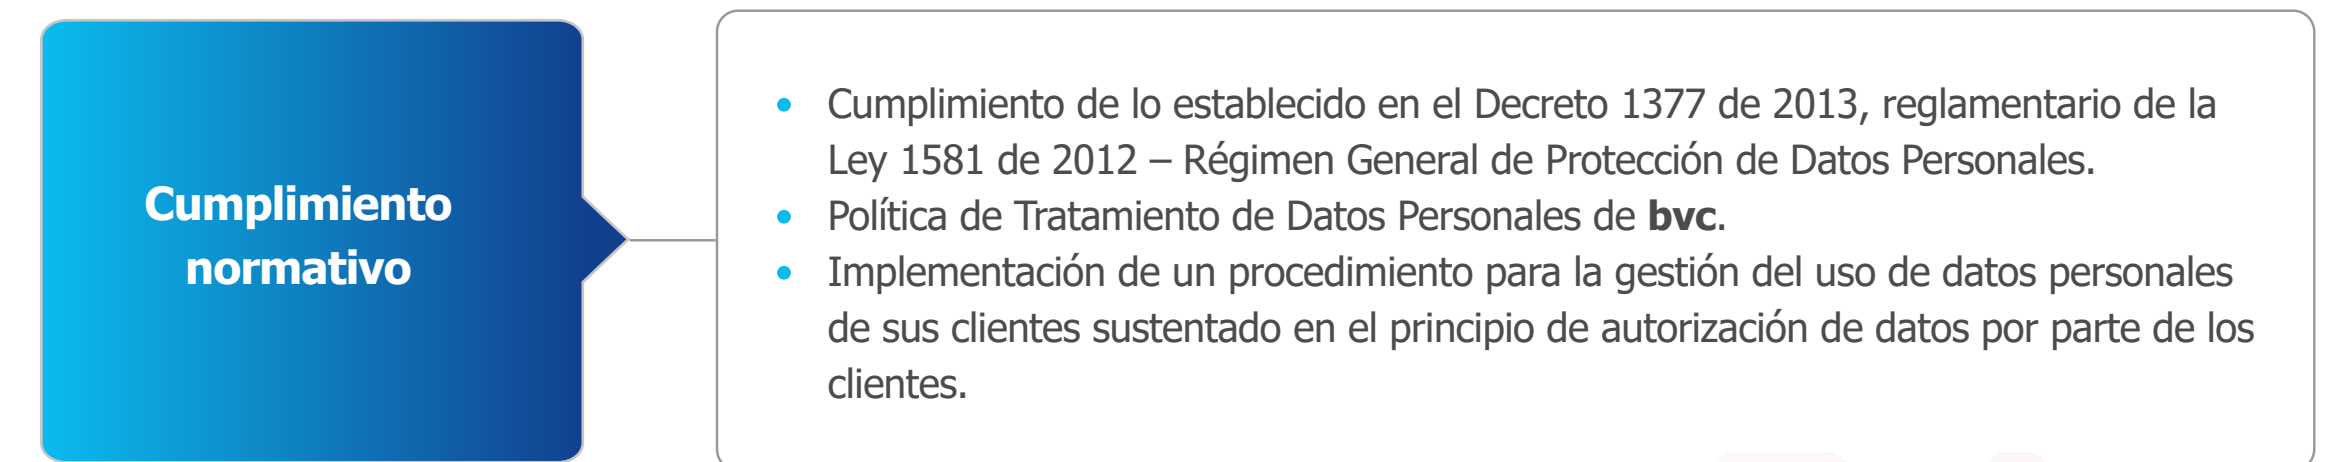 Cumplimiento
normativo
• Cumplimiento de lo establecido en el Decreto 1377 de 2013, reglamentario de la
Ley 1581 de 2012 – Régimen General de Protección de Datos Personales.
• Política de Tratamiento de Datos Personales de bvc.
• Implementación de un procedimiento para la gestión del uso de datos personales
de sus clientes sustentado en el principio de autorización de datos por parte de los
clientes.